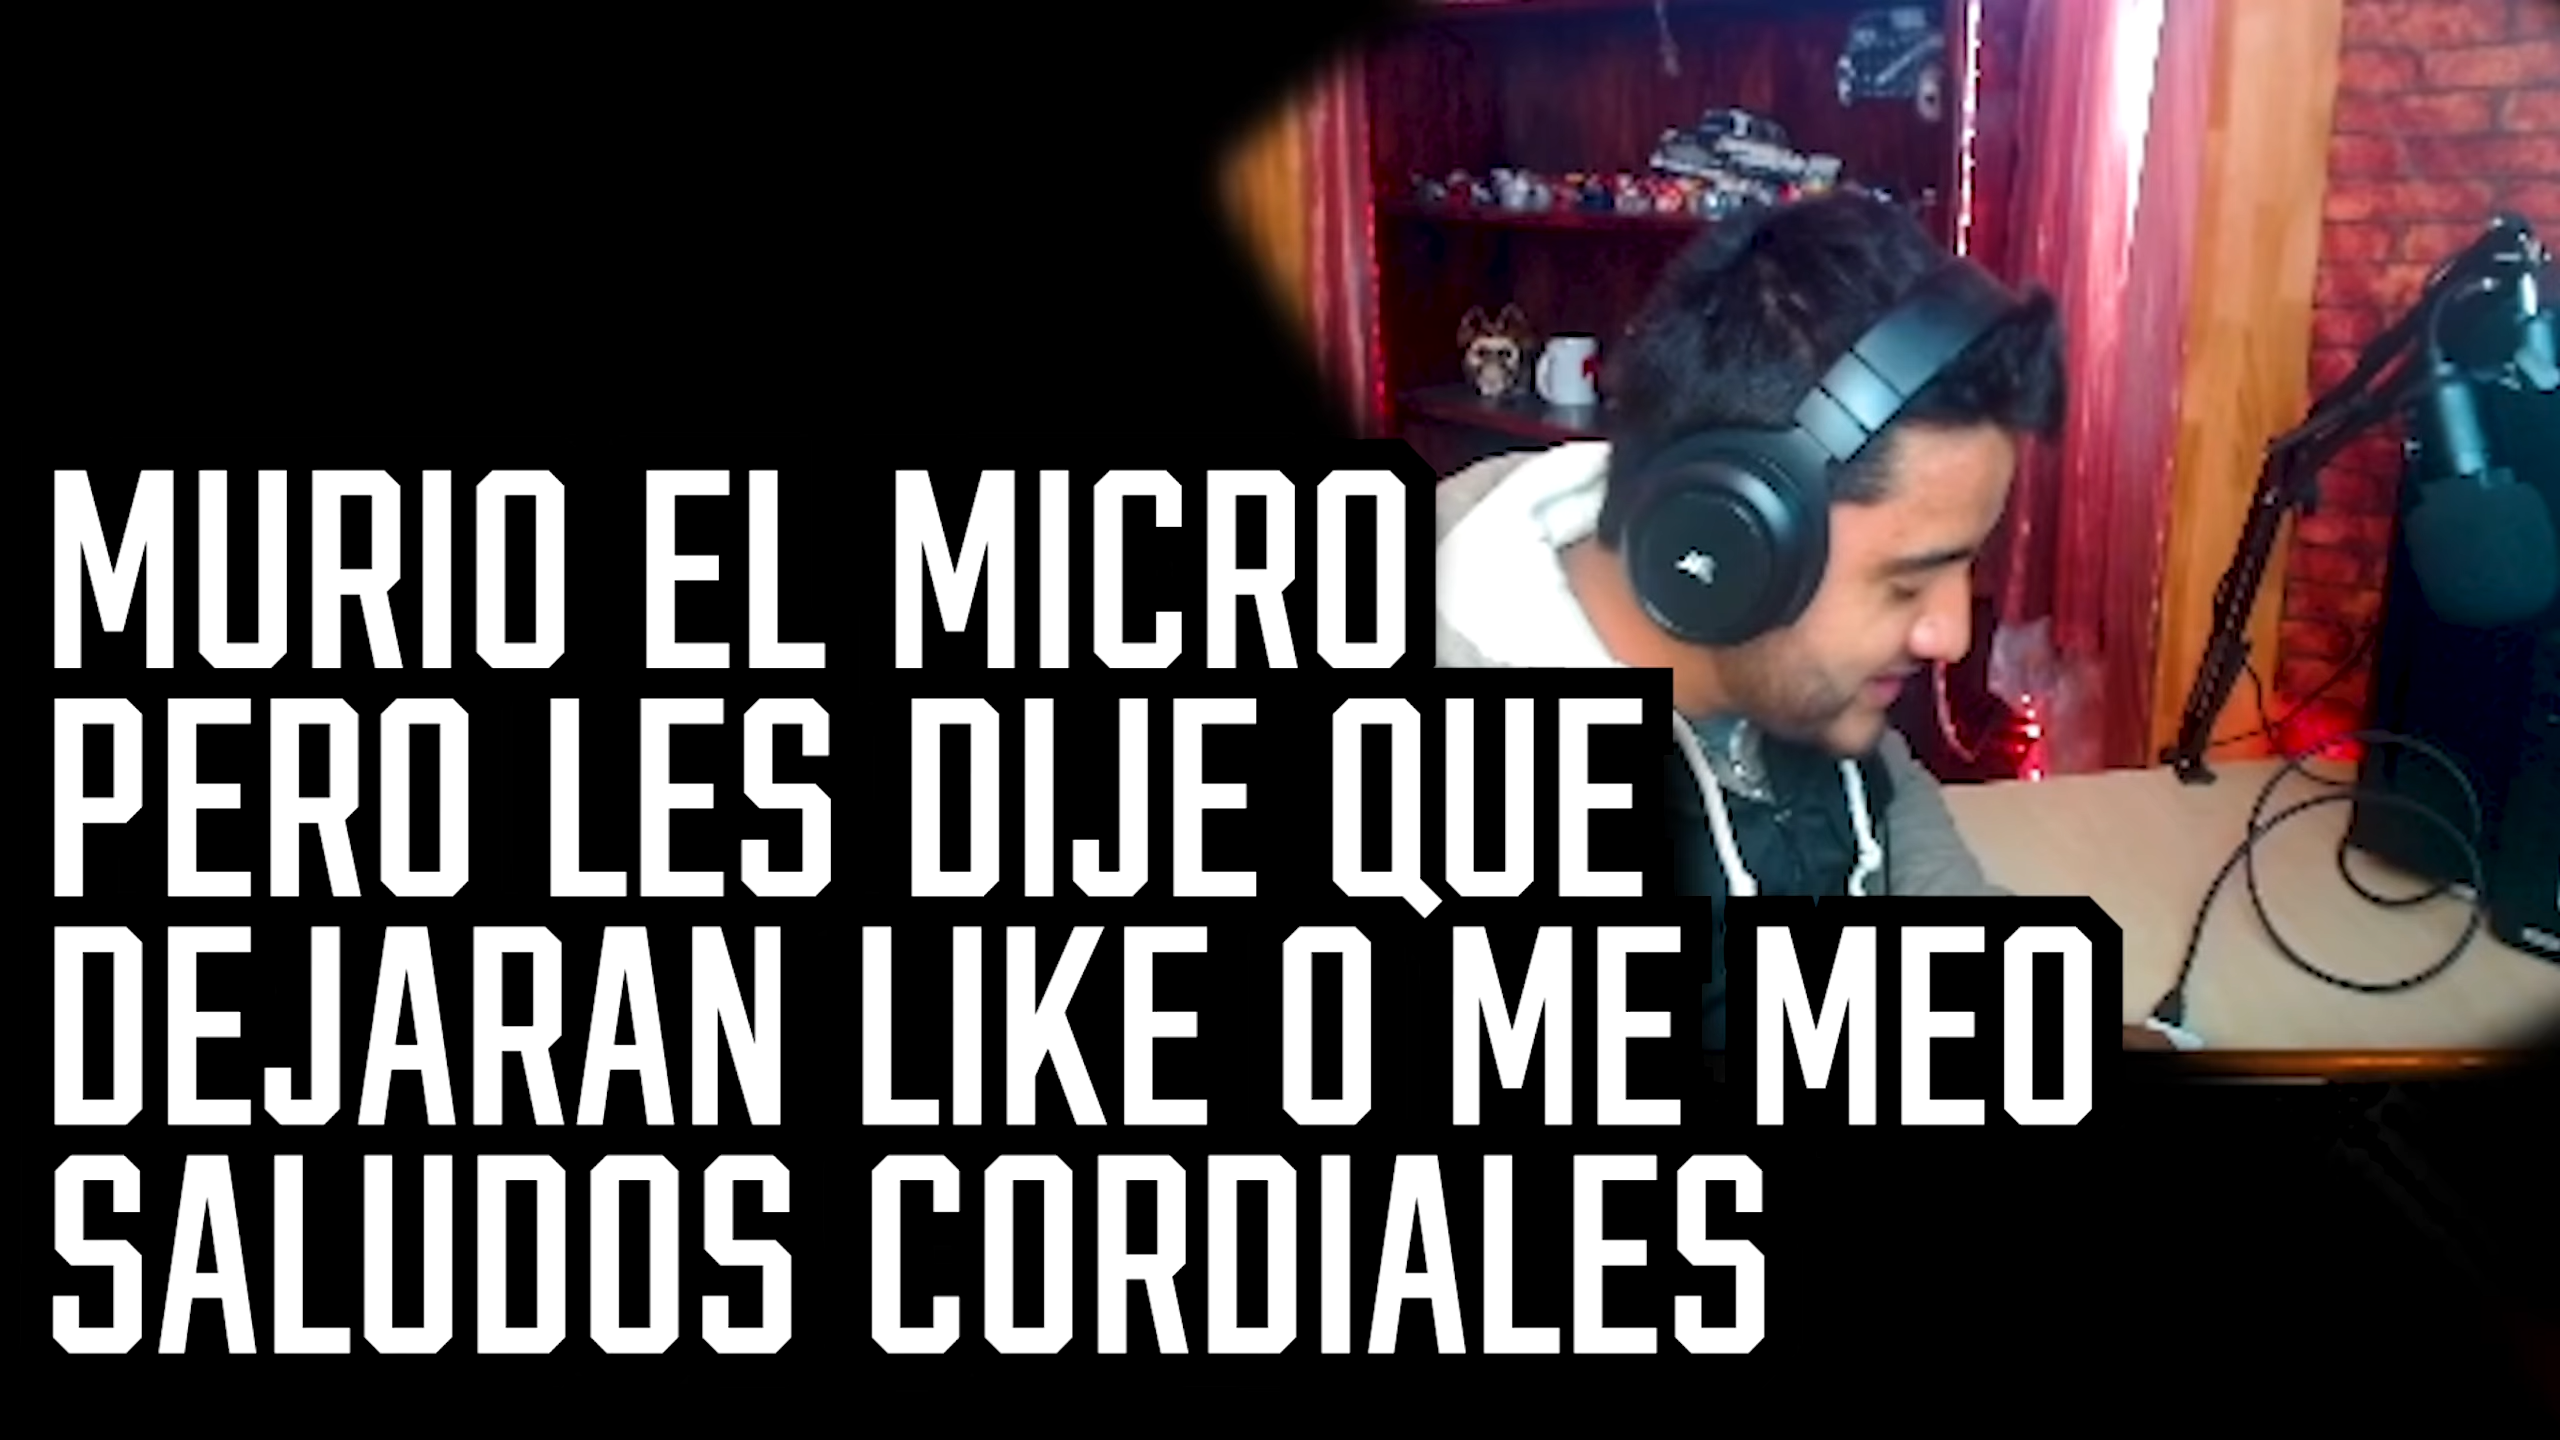 MURIO EL MICRO
PERO LES DIJE QUE
DEJARAN LIKE O ME MEO
SALUDOS CORDIALES